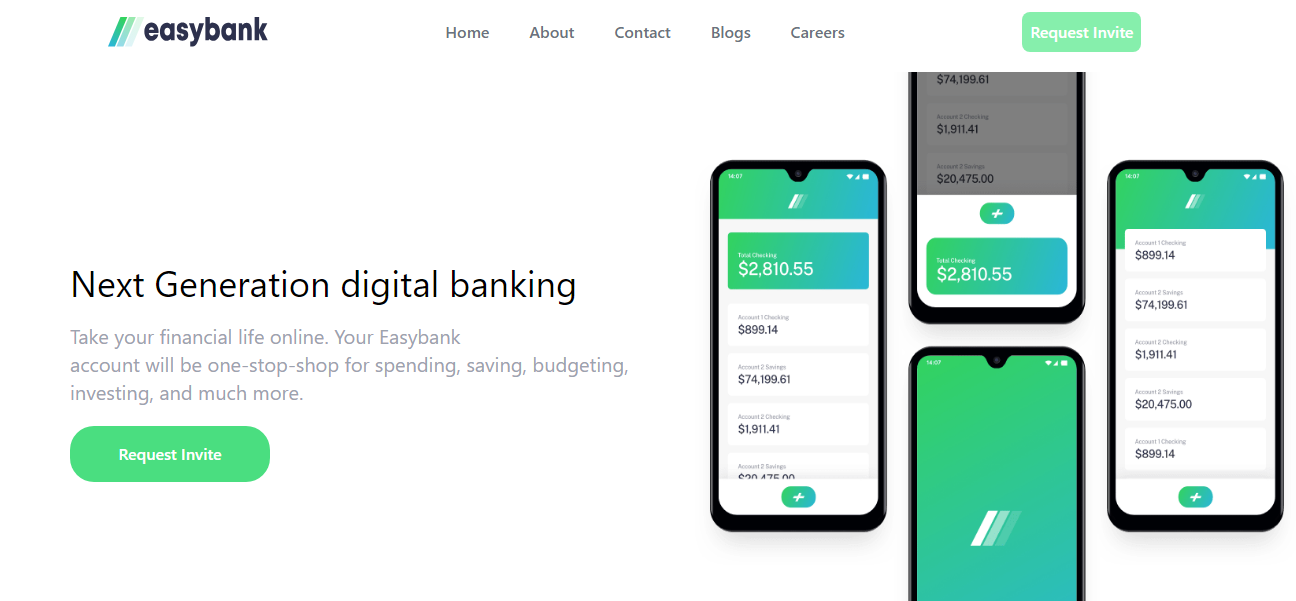 easybank
Home
About
Contact
Blogs
Careers
Request Invite
Next Generation digital banking
Take your financial life online. Your Easybank
account will be one-stop-shop for spending, saving, budgeting,
investing, and much more.
Request Invite
14:07
Total Checking
$2,810.55
Account 1 Checking
$899.14
Account 2 Savings
$74,199.61
Account 2 Checking
$1,911.41
Account 2 Savings
$20,475.00
$74,199.61
Account 2 Checking
$1,911.41
Account 2 Savings
$20,475.00
Total Checking
$2,810.55
14:07
14:07
Account 1 Checking
$899.14
Account 2 Savings
$74,199.61
Account 2 Checking
$1,911.41
Account 2 Savings
$20,475.00
Account 1 Checking
$899.14